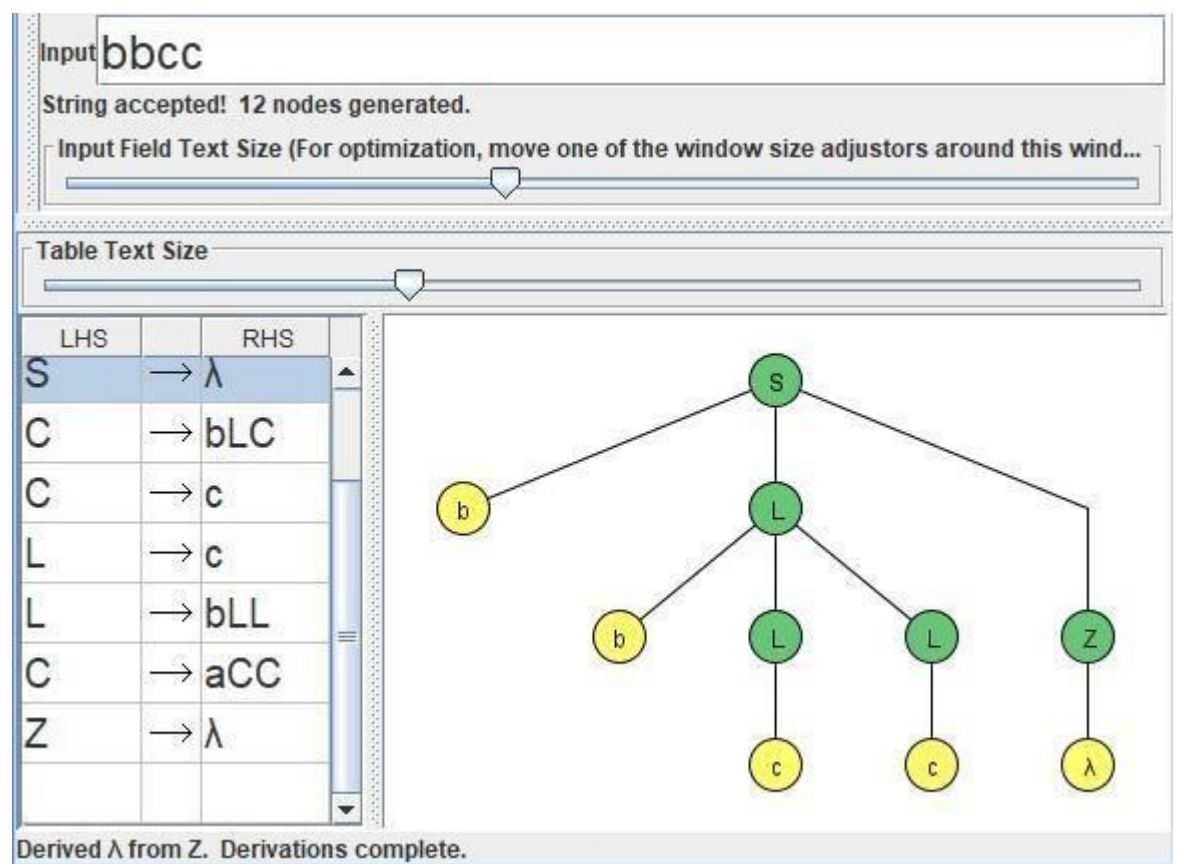 Input bbcc
String accepted! 12 nodes generated.
Input Field Text Size (For optimization, move one of the window size adjustors around this wind...
Table Text Size
LHS RHS
S → λ
C → bLC
C → c
L → c
L → bLL
C → aCC
Z → λ
S
b L
b L L Z
c c λ
Derived λ from Z. Derivations complete.